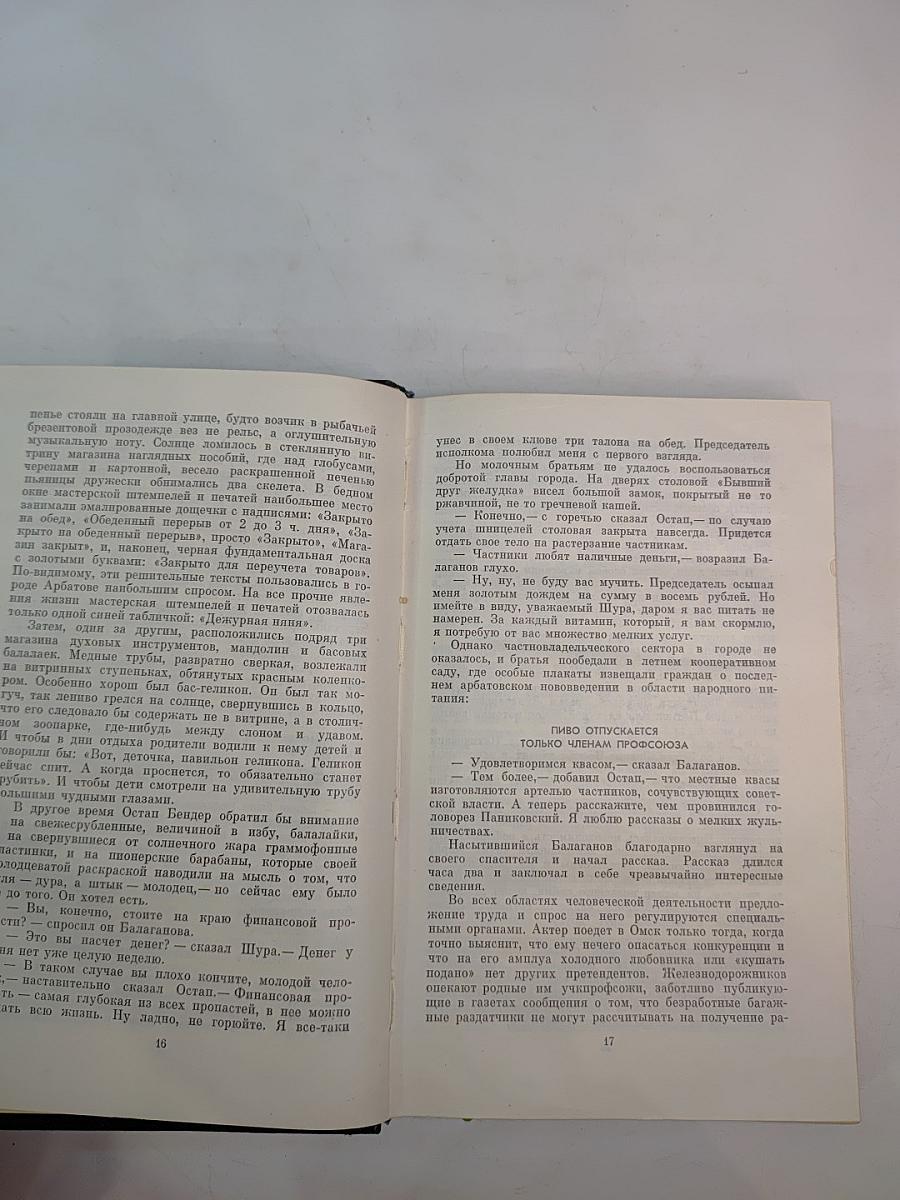 пенье стояли на главной улице, будто возчик в рыбачьей
брезентовой прозодежде вез не рельс, а оглушительную
музыкальную ноту. Солнце ломилось в стеклянную ви-
трину магазина наглядных пособий, где над глобусами,
черепами и картонной, весело раскрашенной печенью
пьяницы дружески обнимались два скелета. В бедном
окне мастерской штемпелей и печатей наибольшее место
занимали эмалированные дощечки с надписями: «Закрыто
на обед», «Обеденный перерыв от 2 до 3 ч. дня», «За-
крыто на обеденный перерыв», просто «Закрыто», «Мага-
зин закрыт», и, наконец, черная фундаментальная доска
с золотыми буквами: «Закрыто для переучета товаров».
По-видимому, эти решительные тексты пользовались в го-
роде Арбатове наибольшим спросом. На все прочие явле-
ния жизни мастерская штемпелей и печатей отозвалась
только одной синей табличкой: «Дежурная няня».
Затем, один за другим, расположились подряд три
магазина духовых инструментов, мандолин и басовых
балалаек. Медные трубы, развратно сверкая, возлежали
на витринных ступеньках, обтянутых красным коленко-
ром. Особенно хорош был бас-геликон. Он был так мо-
гуч, так лениво грелся на солнце, свернувшись в кольцо,
что его следовало бы содержать не в витрине, а в столич-
ном зоопарке, где-нибудь между слоном и удавом.
И чтобы в дни отдыха родители водили к нему детей и
говорили бы: «Вот, деточка, павильон геликона. Геликон
ейчас спит. А когда проснется, то обязательно станет
рубить». И чтобы дети смотрели на удивительную трубу
ольшими чудными глазами.
В другое время Остап Бендер обратил бы внимание
на свежесрубленные, величиной в избу, балалайки,
на свернувшиеся от солнечного жара граммофонные
ластинки, и на пионерские барабаны, которые своей
олодцеватой раскраской наводили на мысль о том, что
уля — дура, а штык — молодец,— но сейчас ему было
до того. Он хотел есть.
— Вы, конечно, стоите на краю финансовой про-
сти? — спросил он Балаганова.
— Это вы насчет денег? — сказал Шура.— Денег у
ня нет уже целую неделю.
— В таком случае вы плохо кончите, молодой чело-
к,— наставительно сказал Остап.— Финансовая про-
ть — самая глубокая из всех пропастей, в нее можно
ать всю жизнь. Ну ладно, не горюйте. Я все-таки
16
унес в своем клюве три талона на обед. Председатель
исполкома полюбил меня с первого взгляда.
Но молочным братьям не удалось воспользоваться
добротой главы города. На дверях столовой «Бывший
друг желудка» висел большой замок, покрытый не то
ржавчиной, не то гречневой кашей.
— Конечно,— с горечью сказал Остап,— по случаю
учета шницелей столовая закрыта навсегда. Придется
отдать свое тело на растерзание частникам.
— Частники любят наличные деньги,— возразил Ба-
лаганов глухо.
— Ну, ну, не буду вас мучить. Председатель осыпал
меня золотым дождем на сумму в восемь рублей. Но
имейте в виду, уважаемый Шура, даром я вас питать не
намерен. За каждый витамин, который, я вам скормлю,
я потребую от вас множество мелких услуг.
Однако частновладельческого сектора в городе не
оказалось, и братья пообедали в летнем кооперативном
саду, где особые плакаты извещали граждан о послед-
нем арбатовском нововведении в области народного пи-
тания:
ПИВО ОТПУСКАЕТСЯ
ТОЛЬКО ЧЛЕНАМ ПРОФСОЮЗА
— Удовлетворимся квасом,— сказал Балаганов.
— Тем более,— добавил Остап,— что местные квасы
изготовляются артелью частников, сочувствующих совет-
ской власти. А теперь расскажите, чем провинился го-
ловорез Паниковский. Я люблю рассказы о мелких жуль-
ничествах.
Насытившийся Балаганов благодарно взглянул на
своего спасителя и начал рассказ. Рассказ длился
часа два и заключал в себе чрезвычайно интересные
сведения.
Во всех областях человеческой деятельности предло-
жение труда и спрос на него регулируются специаль-
ными органами. Актер поедет в Омск только тогда, когда
точно выяснит, что ему нечего опасаться конкуренции и
что на его амплуа холодного любовника или «кушать
подано» нет других претендентов. Железнодорожников
опекают родные им учкпрофсожи, заботливо публикую-
щие в газетах сообщения о том, что безработные багаж-
ные раздатчики не могут рассчитывать на получение ра-
17